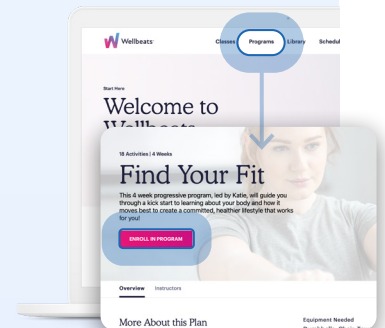 Wellbeats
Classes Programs Library Schedul
Start Here
Welcome to
Wellbeats
18 Activities | 4 Weeks
Find Your Fit
This 4 week progressive program, led by Katie, will guide you
through a kick start to learning about your body and how it
moves best to create a committed, healthier lifestyle that works
for you!
ENROLL IN PROGRAM
Overview Instructors
More About this Plan
Equipment Needed